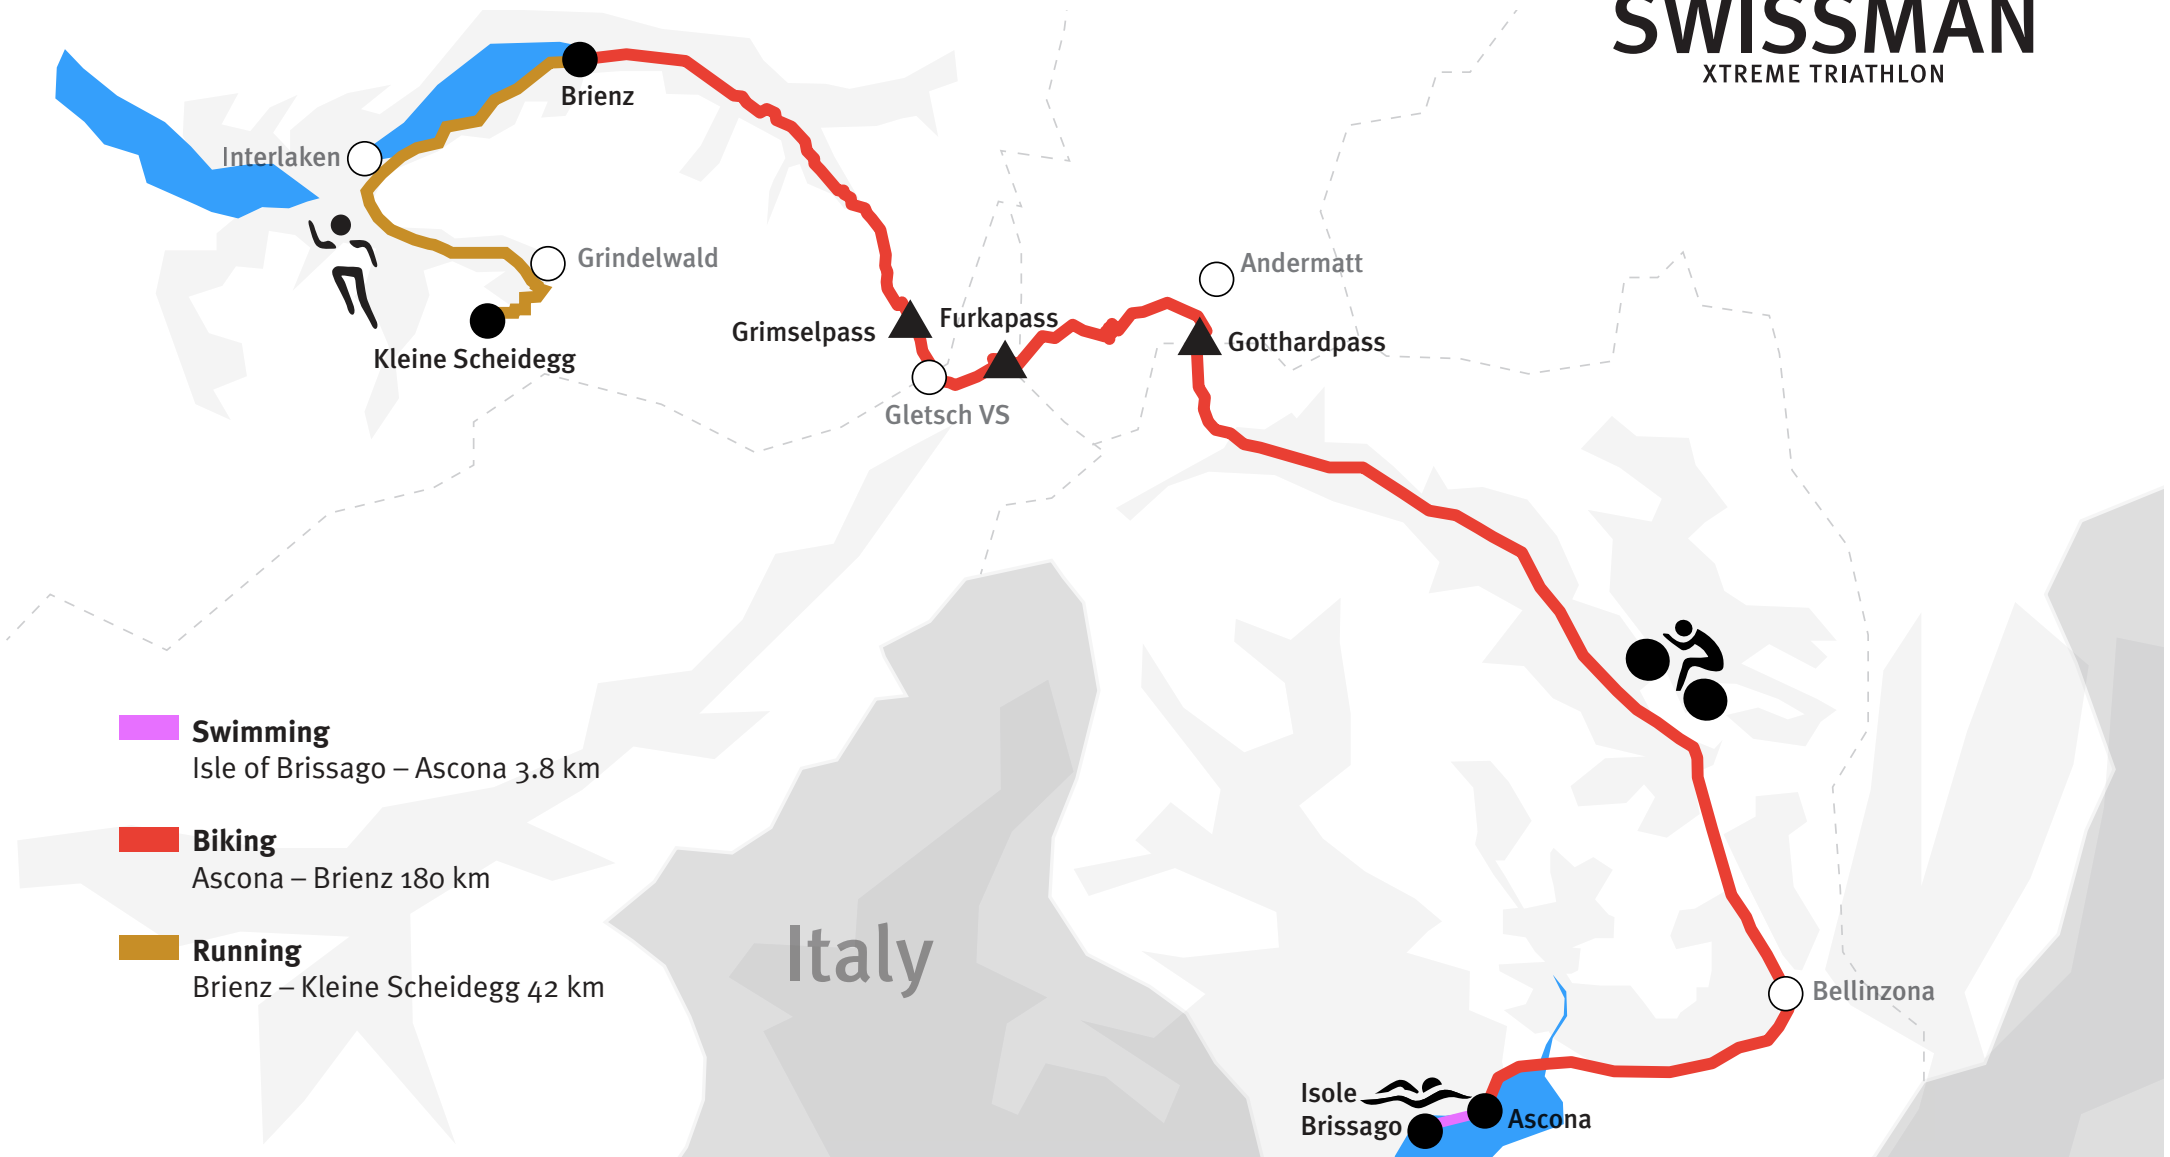 SWISSMAN
XTREME TRIATHLON
Brienz
Interlaken
Grindelwald
Andermatt
Kleine Scheidegg
Grimselpass
Furkapass
Gotthardpass
Gletsch VS
Swimming
Isle of Brissago – Ascona 3.8 km
Biking
Ascona – Brienz 180 km
Running
Brienz – Kleine Scheidegg 42 km
Italy
Bellinzona
Isole
Brissago
Ascona